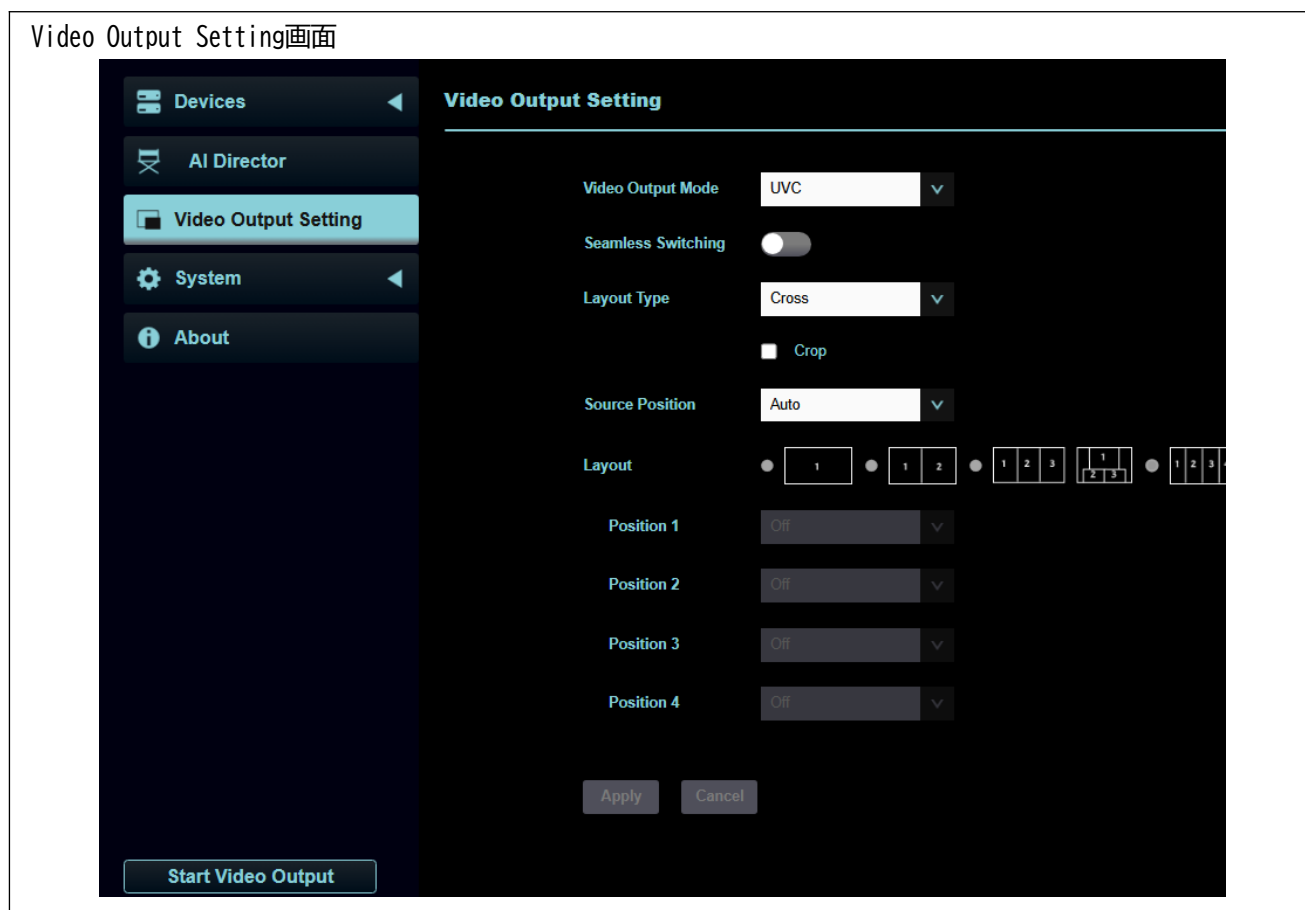 Video Output Setting画面
Devices
AI Director
Video Output Setting
System
About
Start Video Output
Video Output Setting
Video Output Mode UVC
Seamless Switching
Layout Type Cross
Crop
Source Position Auto
Layout 1 1 2 1 2 3 1 2 3 1 2 3
Position 1 Off
Position 2 Off
Position 3 Off
Position 4 Off
Apply Cancel